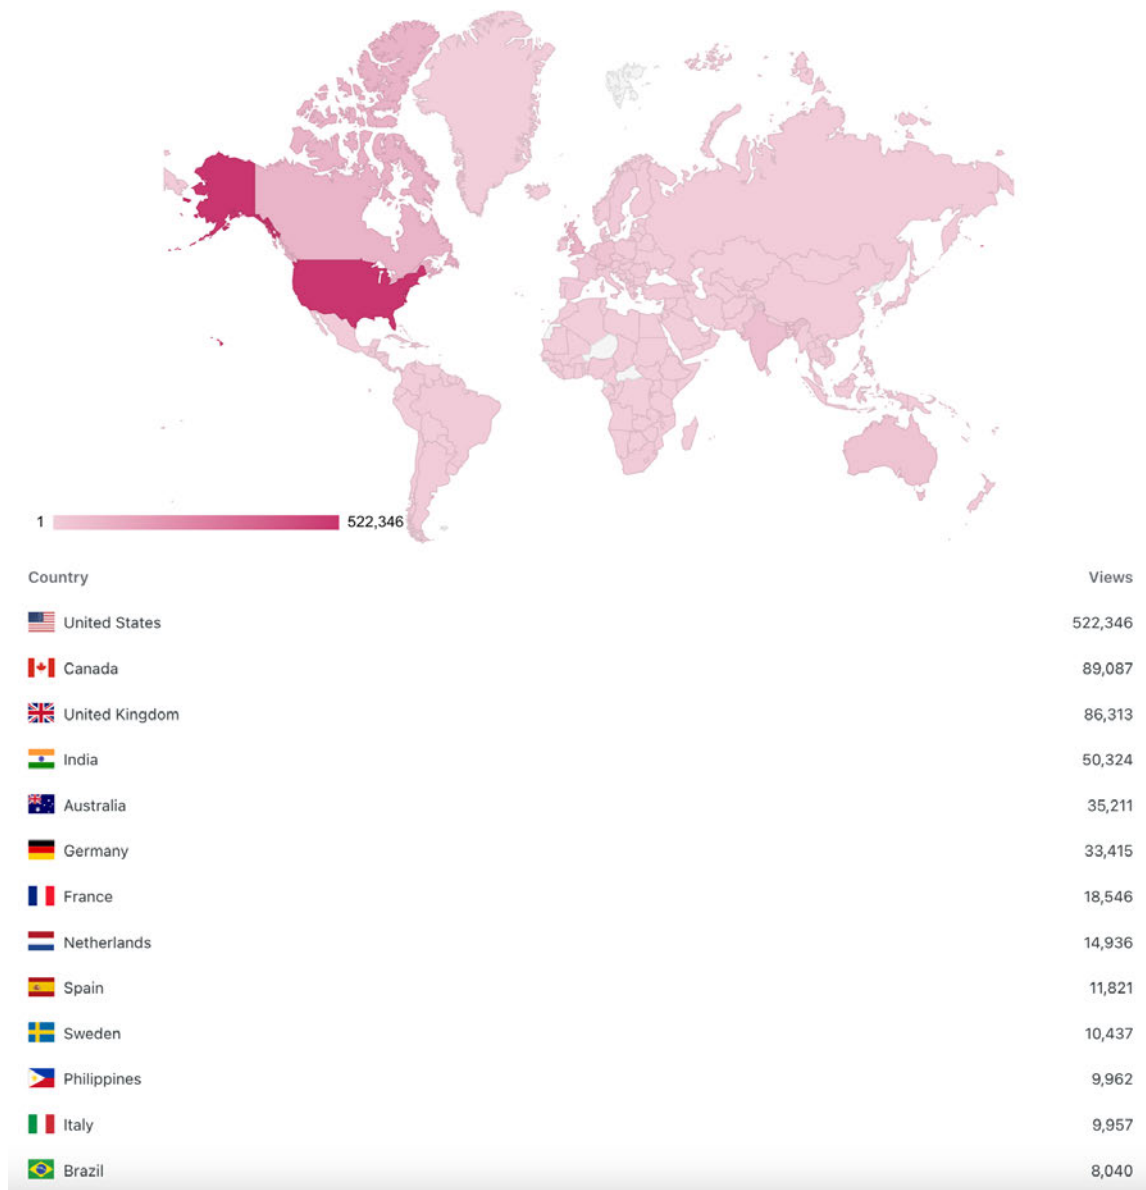 1 522,346
Country Views
United States 522,346
Canada 89,087
United Kingdom 86,313
India 50,324
Australia 35,211
Germany 33,415
France 18,546
Netherlands 14,936
Spain 11,821
Sweden 10,437
Philippines 9,962
Italy 9,957
Brazil 8,040